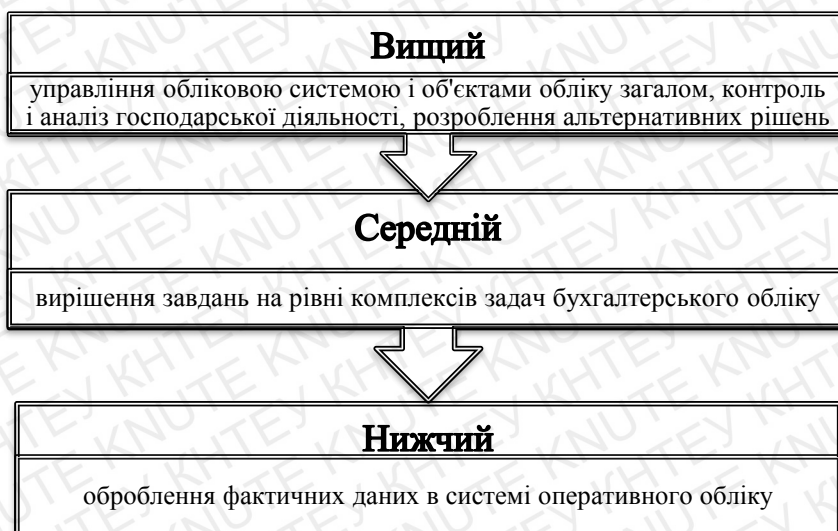 Вищий
управління обліковою системою і об'єктами обліку загалом, контроль
і аналіз господарської діяльності, розроблення альтернативних рішень
Середній
вирішення завдань на рівні комплексів задач бухгалтерського обліку
Нижчий
оброблення фактичних даних в системі оперативного обліку